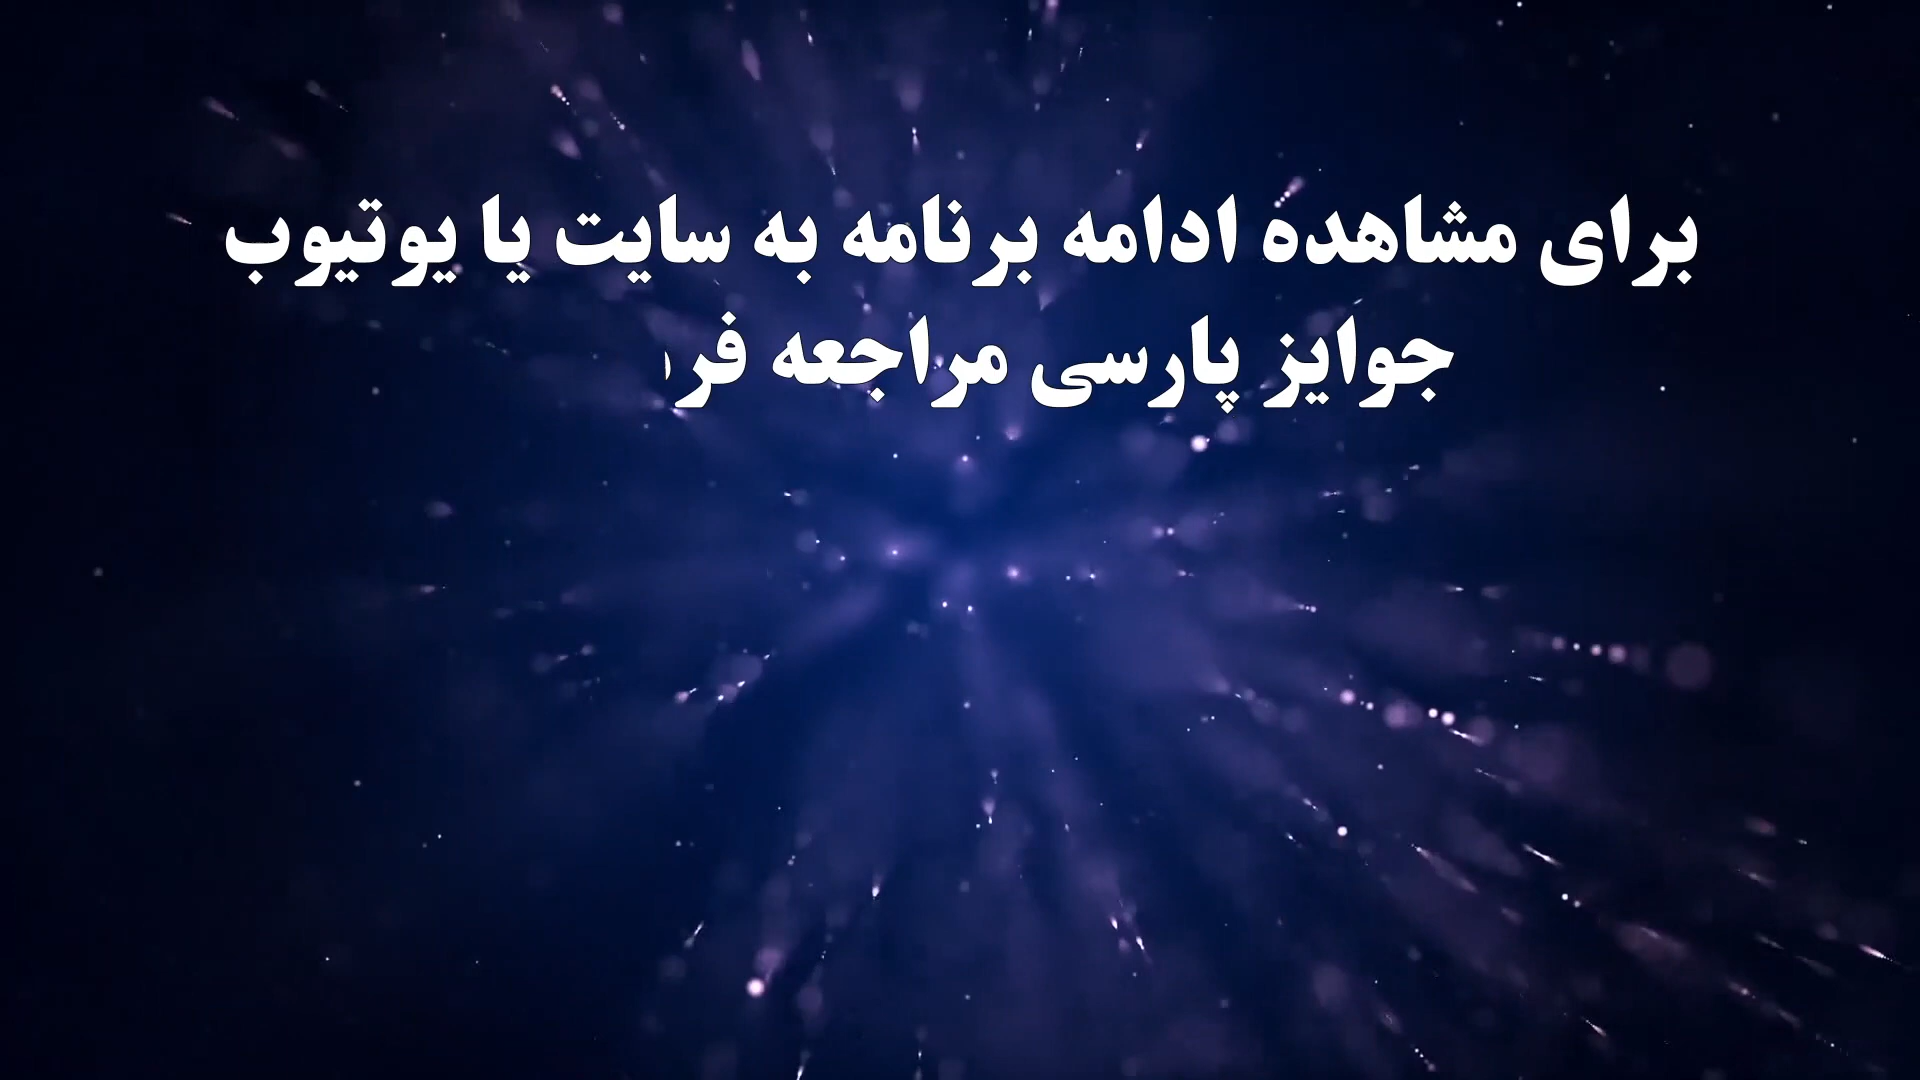 برای مشاهده ادامه برنامه به سایت یا یوتیوب
جوایز پارسی مراجعه فر